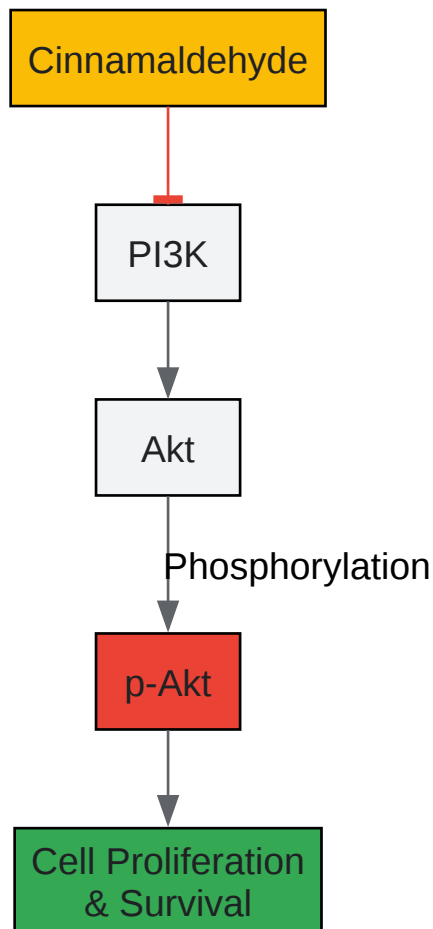 Cinnamaldehyde
PI3K
Akt
Phosphorylation
p-Akt
Cell Proliferation
& Survival